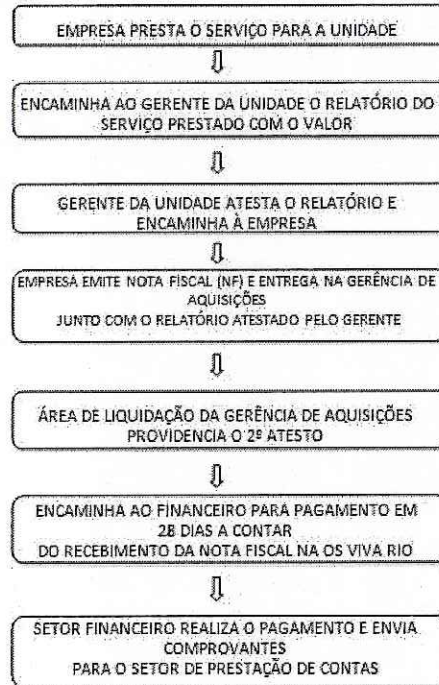 EMPRESA PRESTA O SERVIÇO PARA A UNIDADE
ENCAMINHA AO GERENTE DA UNIDADE O RELATÓRIO DO
SERVIÇO PRESTADO COM O VALOR
GERENTE DA UNIDADE ATESTA O RELATÓRIO E
ENCAMINHA À EMPRESA
EMPRESA EMITE NOTA FISCAL (NF) E ENTREGA NA GERÊNCIA DE
AQUISIÇÕES
JUNTO COM O RELATÓRIO ATESTADO PELO GERENTE
ÁREA DE LIQUIDAÇÃO DA GERÊNCIA DE AQUISIÇÕES
PROVIDENCIA O 2º ATESTO
ENCAMINHA AO FINANCEIRO PARA PAGAMENTO EM
28 DIAS A CONTAR
DO RECEBIMENTO DA NOTA FISCAL NA OS VIVA RIO
SETOR FINANCEIRO REALIZA O PAGAMENTO E ENVIA
COMPROVANTES
PARA O SETOR DE PRESTAÇÃO DE CONTAS